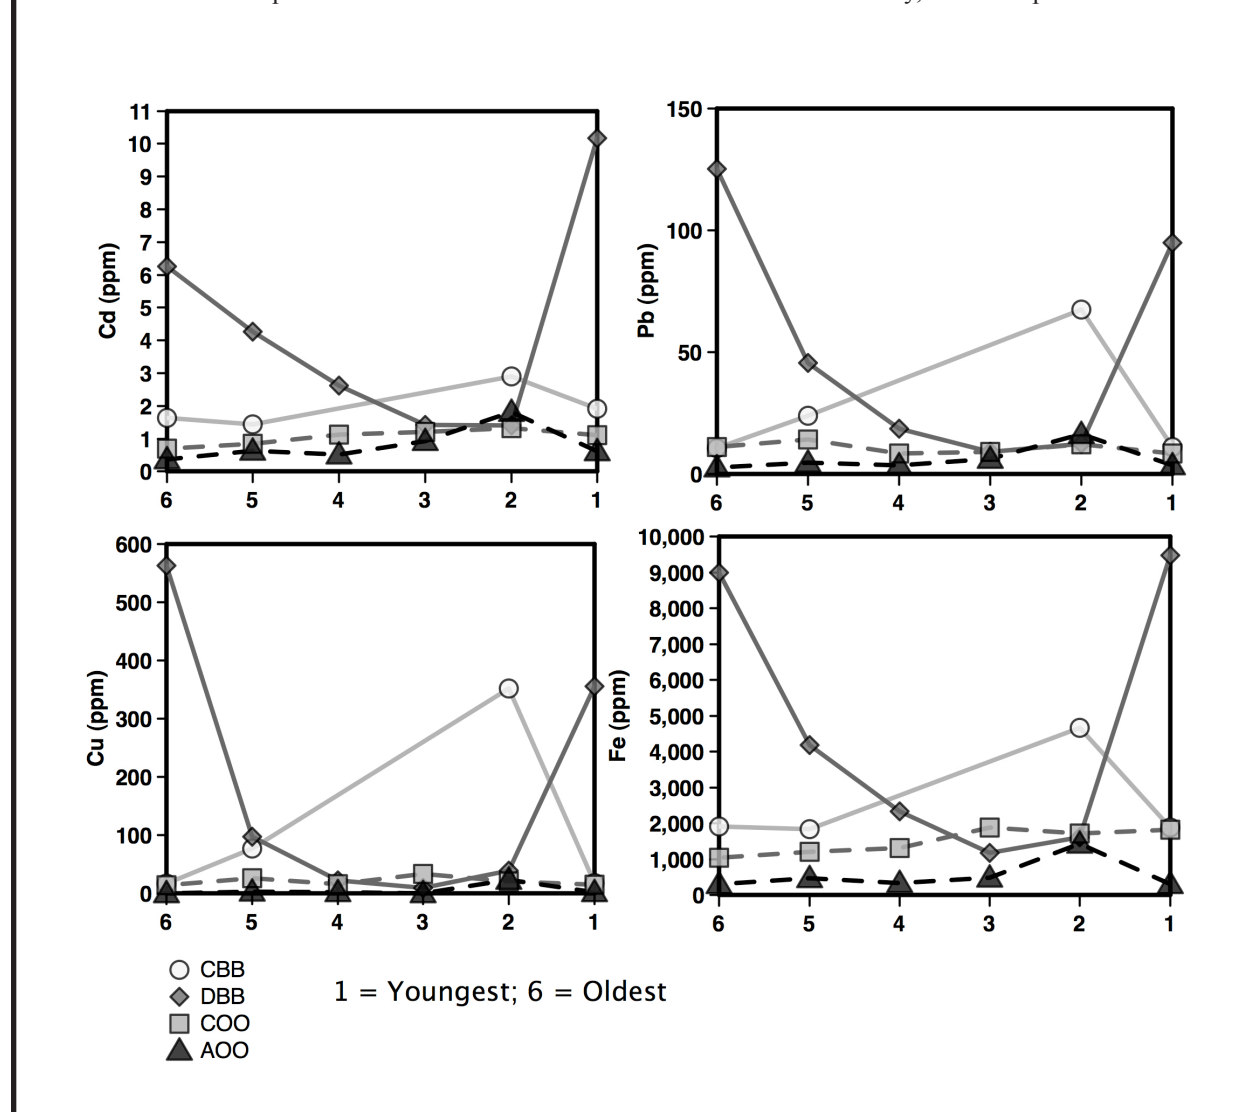 11
10
9
8
7
6
5
4
3
2
1
0
Cd (ppm)
6 5 4 3 2 1
150
100
50
0
Pb (ppm)
6 5 4 3 2 1
600
500
400
300
200
100
0
Cu (ppm)
6 5 4 3 2 1
10,000
9,000
8,000
7,000
6,000
5,000
4,000
3,000
2,000
1,000
0
Fe (ppm)
6 5 4 3 2 1
CBB
DBB
COO
AOO
1 = Youngest; 6 = Oldest